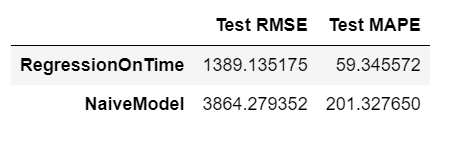 Test RMSE Test MAPE
RegressionOnTime 1389.135175 59.345572
NaiveModel 3864.279352 201.327650